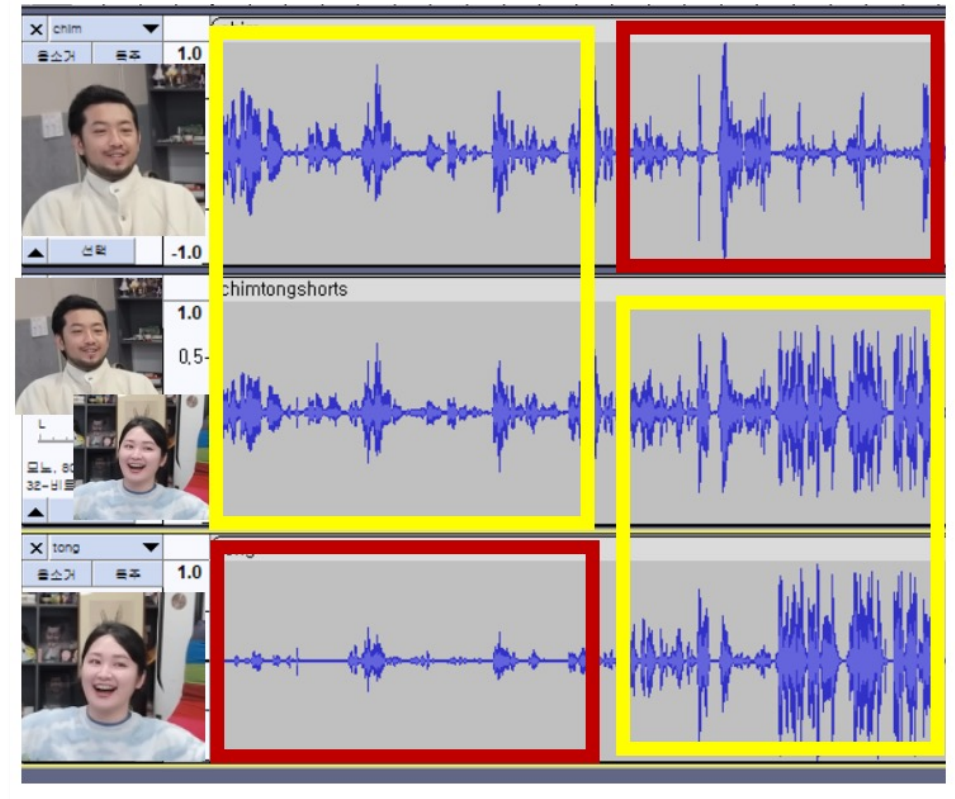 × chim ▼
음소거 독주 1.0
▲ 선택 -1.0
chimtongshorts
1.0
0,5-
L
모노, 80
32-비트
▲
× tong ▼
음소거 독주 1.0